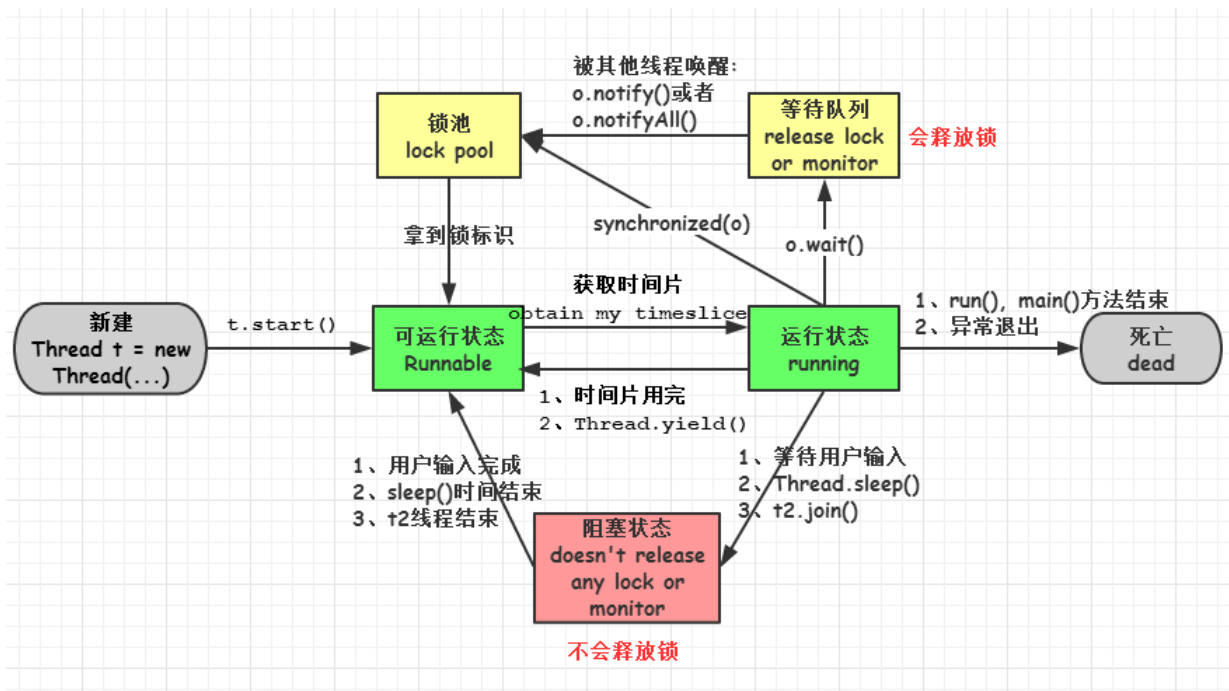 被其他线程唤醒:
o.notify()或者
o.notifyAll()
锁池
lock pool
等待队列
release lock
or monitor
会释放锁
synchronized(o)
o.wait()
拿到锁标识
新建
Thread t = new
Thread(...)
t.start()
可运行状态
Runnable
获取时间片
obtain my timeslice
运行状态
running
1、run(), main()方法结束
2、异常退出
死亡
dead
1、时间片用完
2、Thread.yield()
1、用户输入完成
2、sleep()时间结束
3、t2线程结束
1、等待用户输入
2、Thread.sleep()
3、t2.join()
阻塞状态
doesn't release
any lock or
monitor
不会释放锁